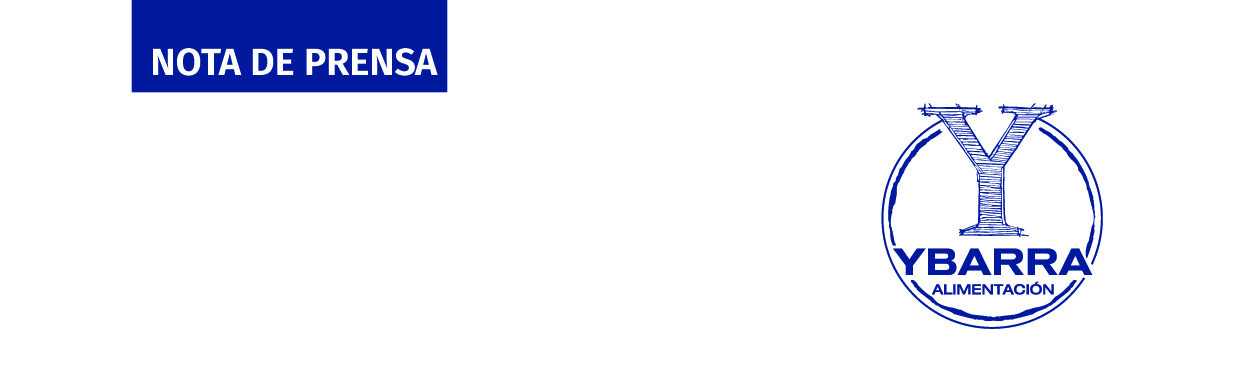 NOTA DE PRENSA
Y
YBARRA
ALIMENTACIÓN